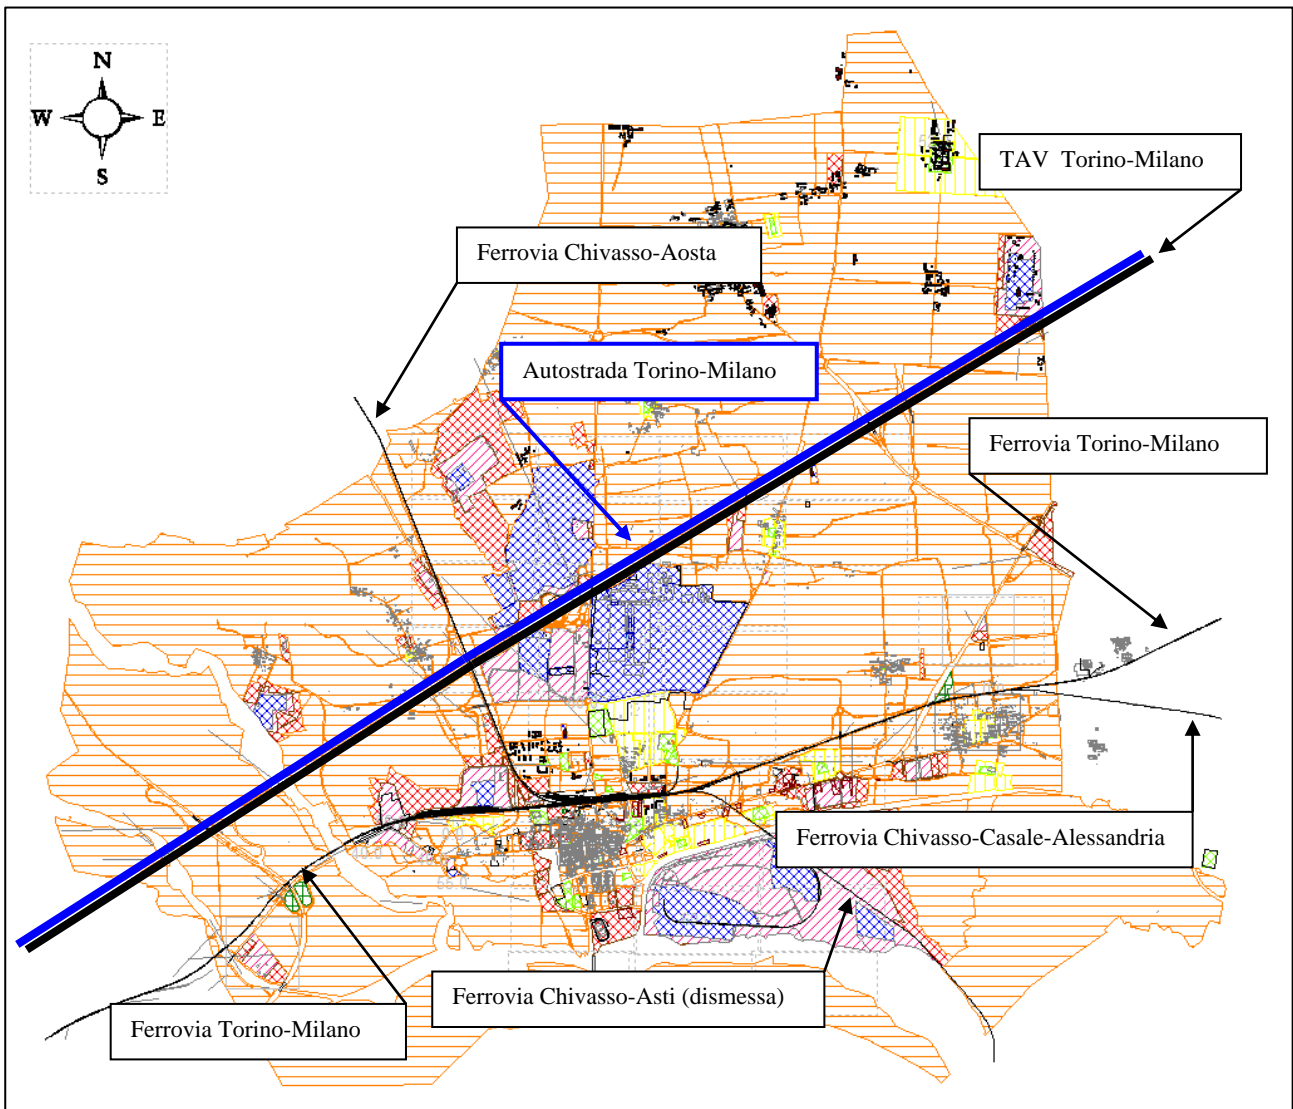 N
W E
S
TAV Torino-Milano
Ferrovia Chivasso-Aosta
Autostrada Torino-Milano
Ferrovia Torino-Milano
Ferrovia Chivasso-Casale-Alessandria
Ferrovia Chivasso-Asti (dismessa)
Ferrovia Torino-Milano